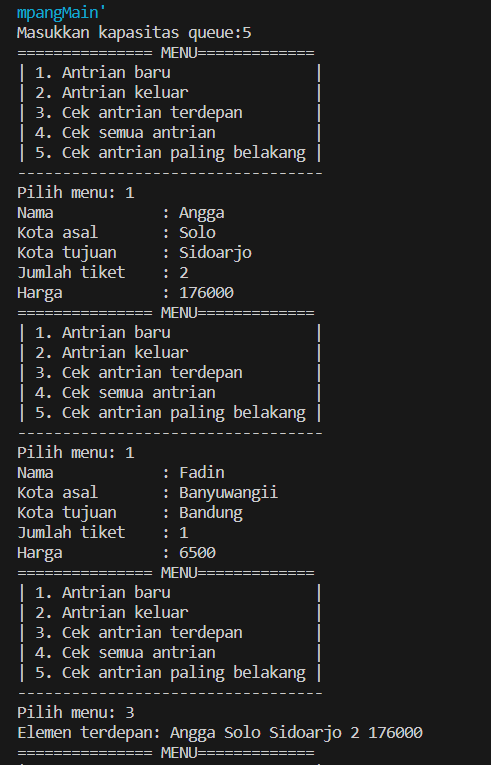 mpangMain'
Masukkan kapasitas queue:5
=============== MENU=============
| 1. Antrian baru                |
| 2. Antrian keluar              |
| 3. Cek antrian terdepan        |
| 4. Cek semua antrian           |
| 5. Cek antrian paling belakang |
----------------------------------
Pilih menu: 1
Nama            : Angga
Kota asal       : Solo
Kota tujuan     : Sidoarjo
Jumlah tiket    : 2
Harga           : 176000
=============== MENU=============
| 1. Antrian baru                |
| 2. Antrian keluar              |
| 3. Cek antrian terdepan        |
| 4. Cek semua antrian           |
| 5. Cek antrian paling belakang |
----------------------------------
Pilih menu: 1
Nama            : Fadin
Kota asal       : Banyuwangii
Kota tujuan     : Bandung
Jumlah tiket    : 1
Harga           : 6500
=============== MENU=============
| 1. Antrian baru                |
| 2. Antrian keluar              |
| 3. Cek antrian terdepan        |
| 4. Cek semua antrian           |
| 5. Cek antrian paling belakang |
----------------------------------
Pilih menu: 3
Elemen terdepan: Angga Solo Sidoarjo 2 176000
=============== MENU=============